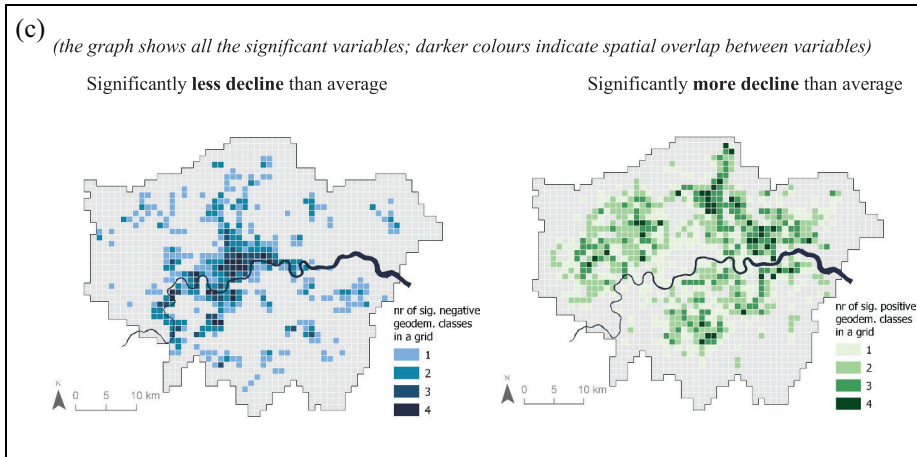 (c)
(the graph shows all the significant variables; darker colours indicate spatial overlap between variables)
Significantly less decline than average
Significantly more decline than average
nr of sig. negative
geodem. classes
in a grid
1
2
3
4
N
0 5 10 km
nr of sig. positive
geodem. classes
in a grid
1
2
3
4
N
0 5 10 km